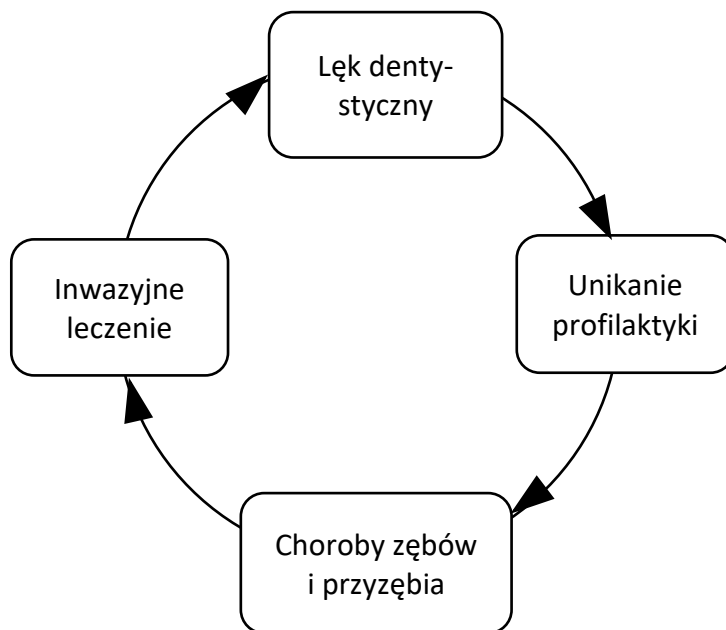 Lęk denty-
styczny
Unikanie
profilaktyki
Choroby zębów
i przyzębia
Inwazyjne
leczenie